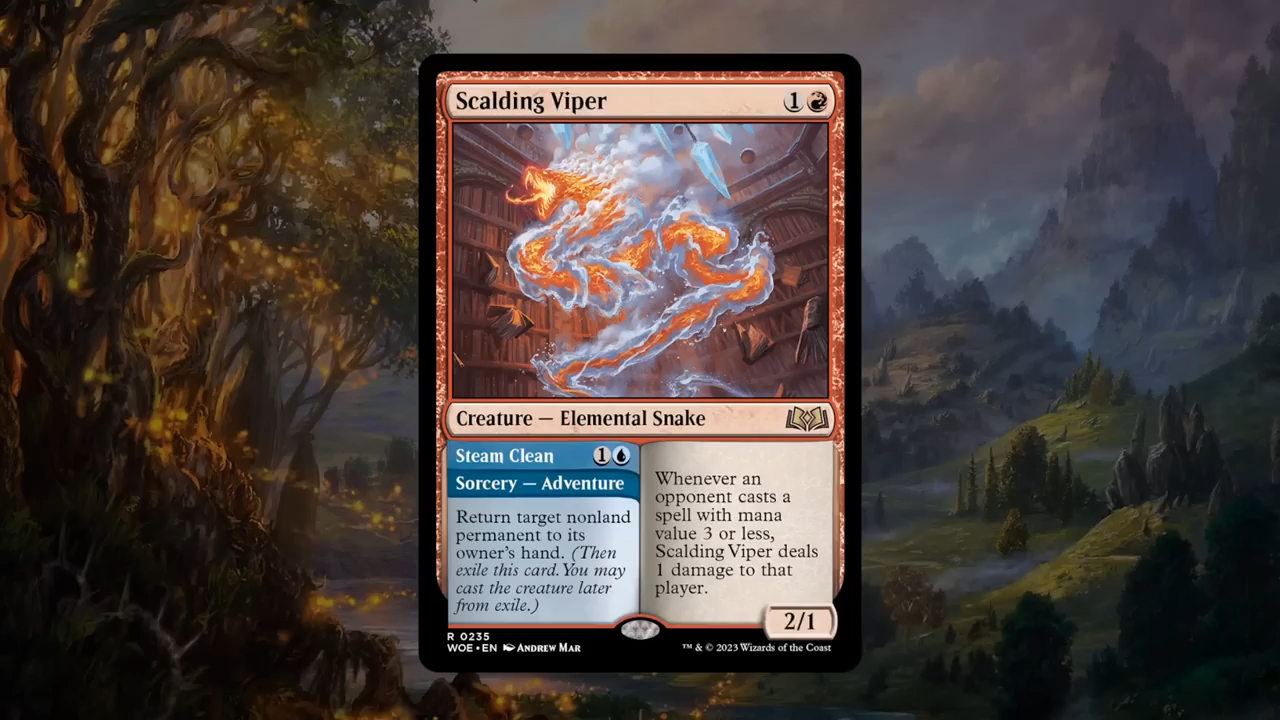 Scalding Viper 1
Creature — Elemental Snake
Steam Clean 1
Sorcery — Adventure
Return target nonland
permanent to its
owner's hand. (Then
exile this card. You may
cast the creature later
from exile.)
Whenever an
opponent casts a
spell with mana
value 3 or less,
Scalding Viper deals
1 damage to that
player.
2/1
R 0235
WOE • EN Andrew Mar
™ & © 2023 Wizards of the Coast